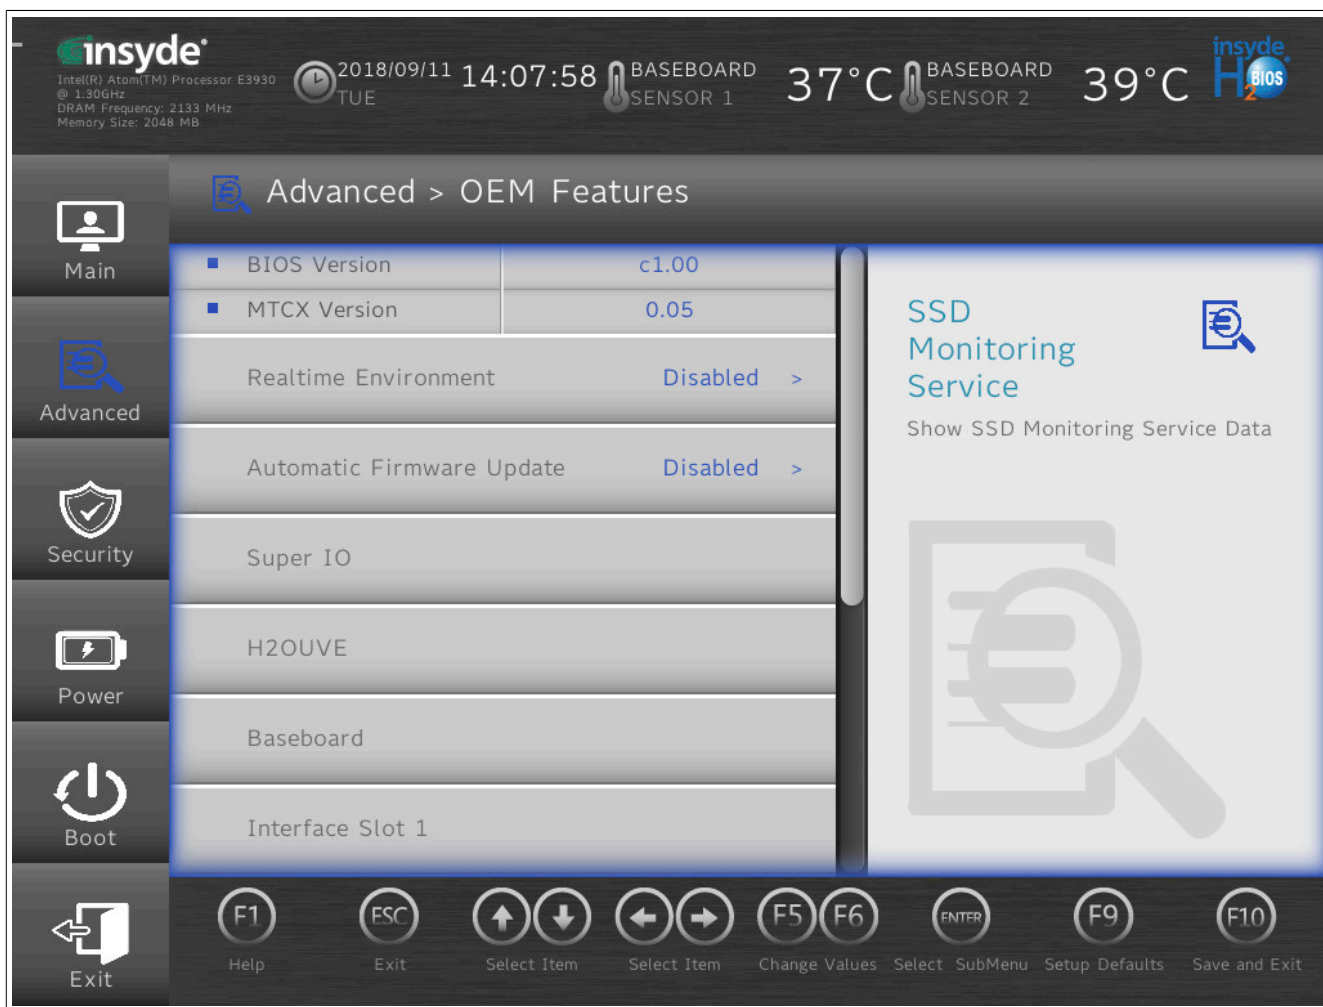 insyde
Intel(R) Atom(TM) Processor E3930
@ 1.30GHz
DRAM Frequency: 2133 MHz
Memory Size: 2048 MB
2018/09/11
TUE
14:07:58
BASEBOARD
SENSOR 1
37°C
BASEBOARD
SENSOR 2
39°C
insyde
H2O
BIOS
Advanced > OEM Features
Main
Advanced
Security
Power
Boot
Exit
BIOS Version c1.00
MTCX Version 0.05
Realtime Environment Disabled >
Automatic Firmware Update Disabled >
Super IO
H2OUVE
Baseboard
Interface Slot 1
SSD
Monitoring
Service
Show SSD Monitoring Service Data
F1 ESC F5 F6 ENTER F9 F10
Help Exit Select Item Select Item Change Values Select SubMenu Setup Defaults Save and Exit